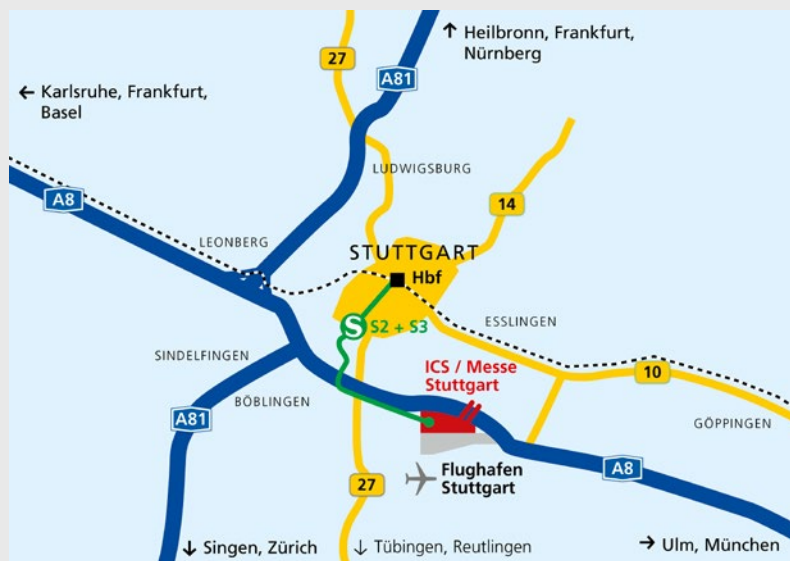 ↑ Heilbronn, Frankfurt,
Nürnberg
27
A81
← Karlsruhe, Frankfurt,
Basel
LUDWIGSBURG
A8
14
LEONBERG
STUTTGART
Hbf
S
S2 + S3
ESSLINGEN
SINDELFINGEN
ICS / Messe
Stuttgart
10
BÖBLINGEN
A81
GÖPPINGEN
Flughafen
Stuttgart
A8
27
↓ Singen, Zürich
↓ Tübingen, Reutlingen
→ Ulm, München